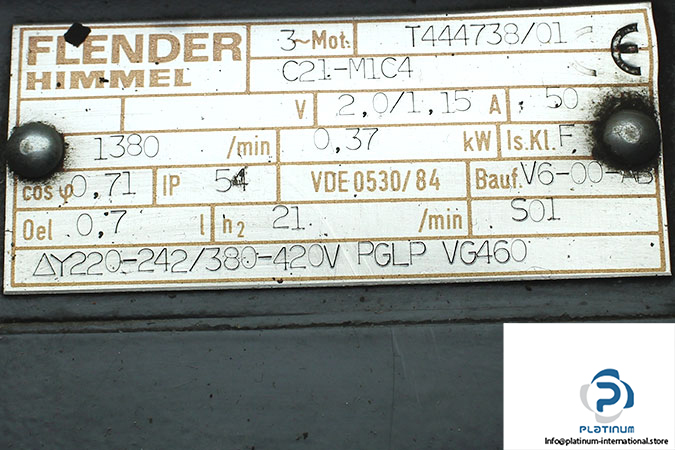 FLENDER
HIMMEL
3~Mot. T444738/01 CE
C21-M1C4
V 2,0/1,15 A 50
1380 /min 0,37 kW Is.Kl. F
cos φ 0,71 IP 54 VDE 0530/84 Bauf. V6-00-AB
Oel 0,7 l n2 21 /min S01
ΔY220-242/380-420V PGLP VG460
PLATINUM
Info@platinum-international.store